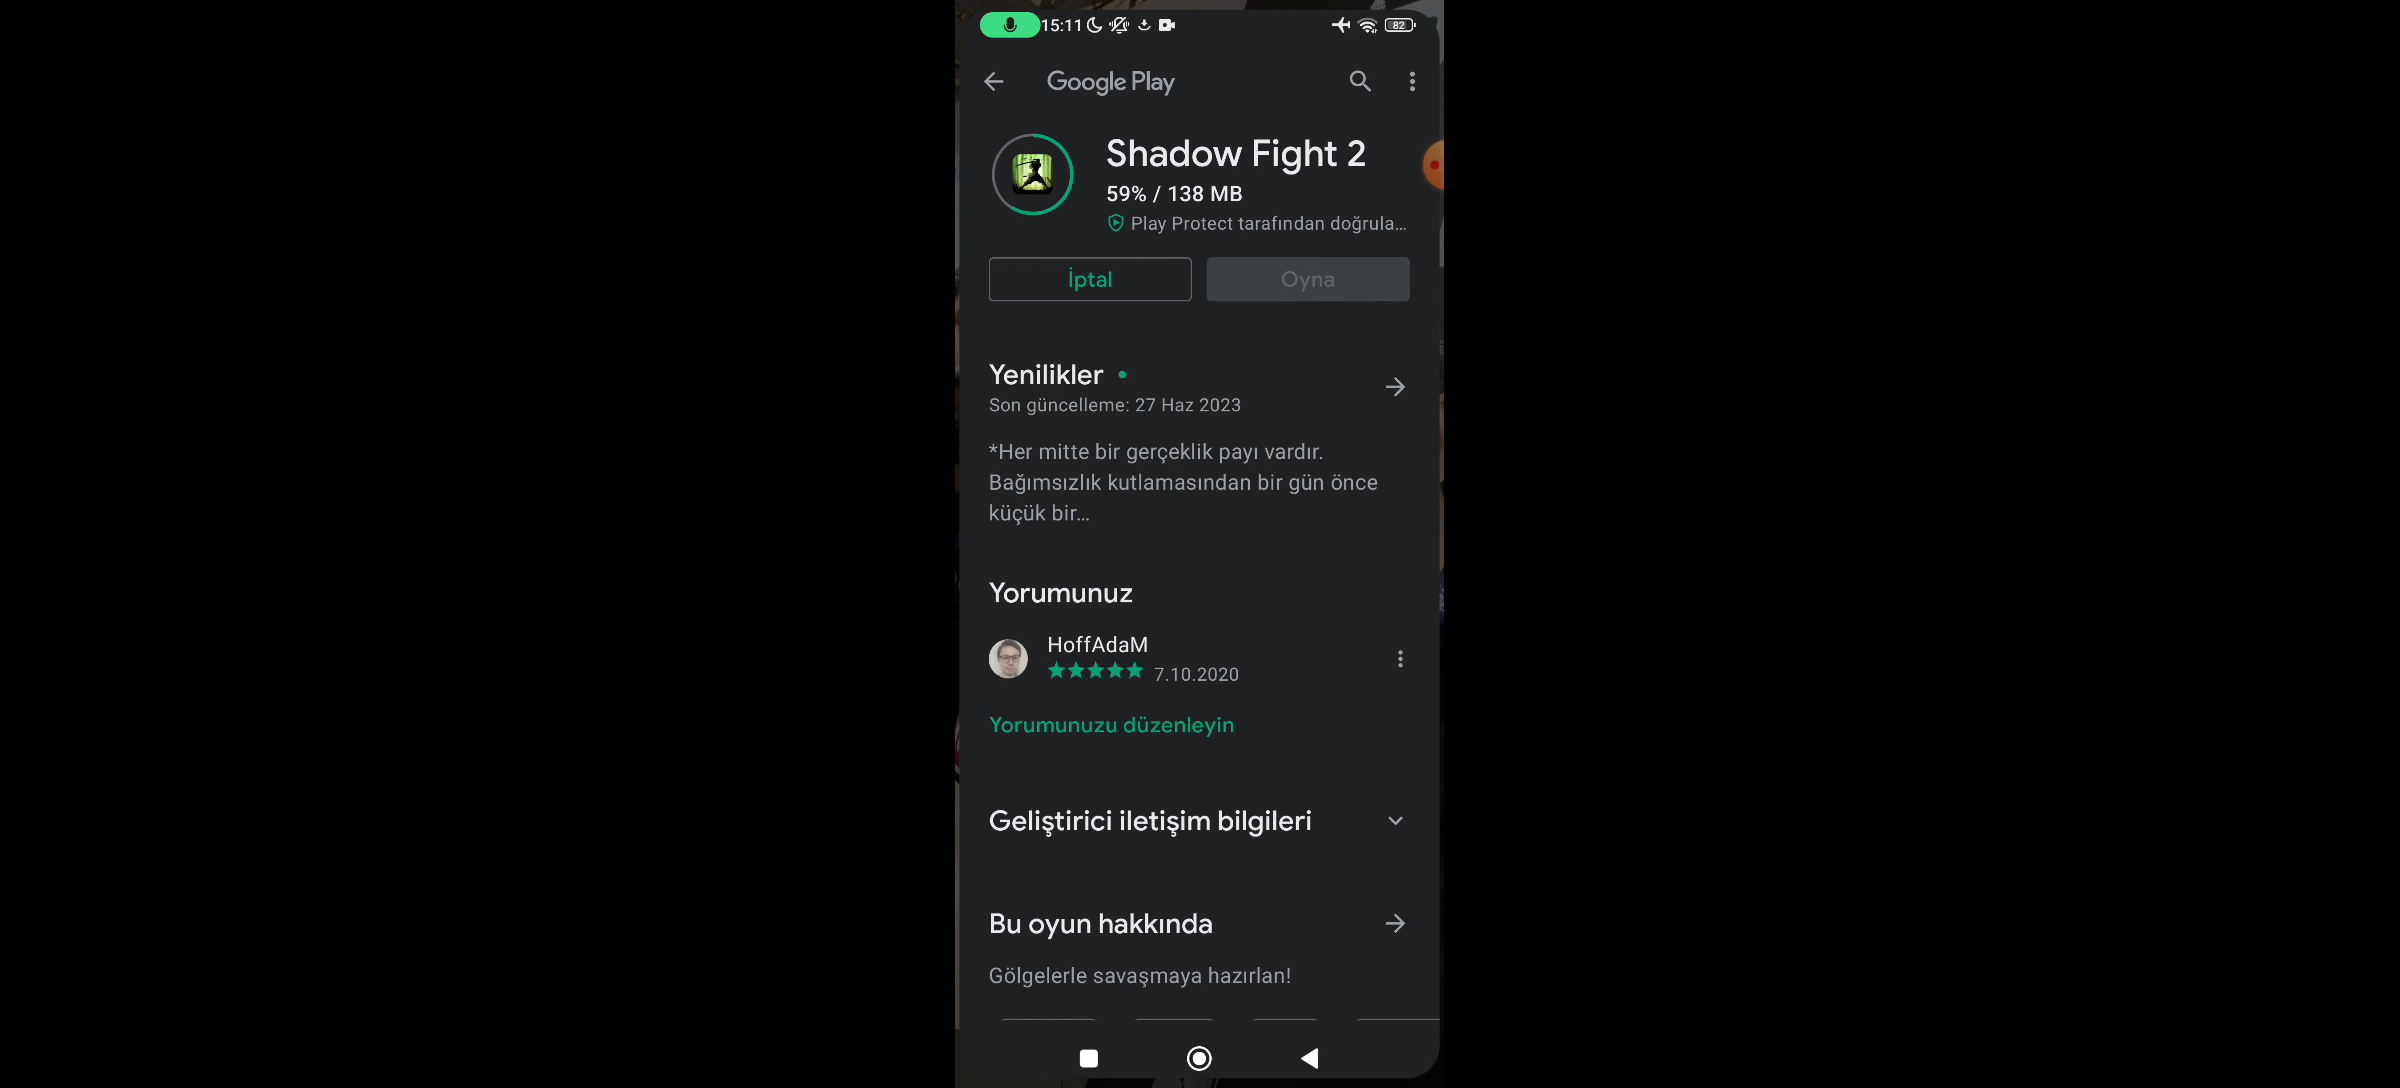 15:11
82
Google Play
Shadow Fight 2
59% / 138 MB
Play Protect tarafından doğrula...
İptal
Oyna
Yenilikler
Son güncelleme: 27 Haz 2023
*Her mitte bir gerçeklik payı vardır.
Bağımsızlık kutlamasından bir gün önce
küçük bir...
Yorumunuz
HoffAdaM
7.10.2020
Yorumunuzu düzenleyin
Geliştirici iletişim bilgileri
Bu oyun hakkında
Gölgelerle savaşmaya hazırlan!